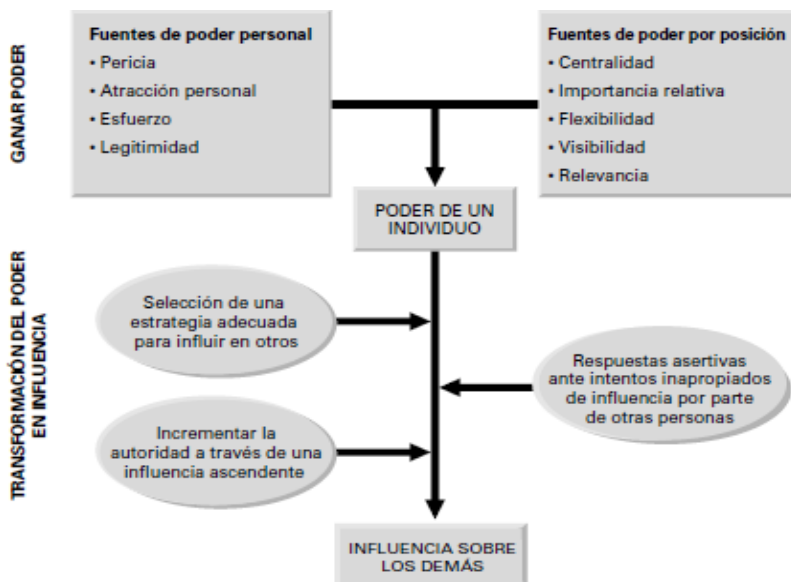 GANAR PODER
Fuentes de poder personal
• Pericia
• Atracción personal
• Esfuerzo
• Legitimidad
Fuentes de poder por posición
• Centralidad
• Importancia relativa
• Flexibilidad
• Visibilidad
• Relevancia
PODER DE UN
INDIVIDUO
TRANSFORMACIÓN DEL PODER
EN INFLUENCIA
Selección de una
estrategia adecuada
para influir en otros
Respuestas asertivas
ante intentos inapropiados
de influencia por parte
de otras personas
Incrementar la
autoridad a través de una
influencia ascendente
INFLUENCIA SOBRE
LOS DEMÁS